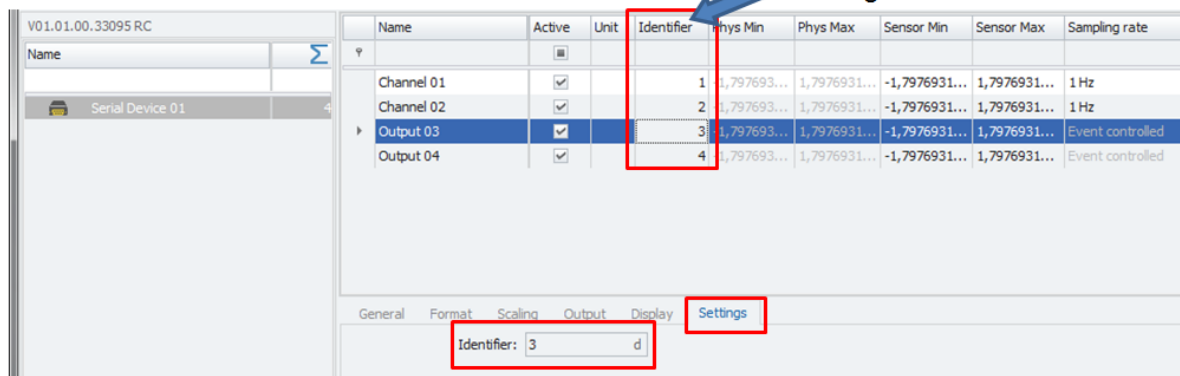 V01.01.00.33095 RC
Name Σ
Serial Device 01 4
Name Active Unit Identifier Phys Min Phys Max Sensor Min Sensor Max Sampling rate
Channel 01 1 -1,797693... 1,7976931... -1,7976931... 1,7976931... 1 Hz
Channel 02 2 -1,797693... 1,7976931... -1,7976931... 1,7976931... 1 Hz
Output 03 3 -1,797693... 1,7976931... -1,7976931... 1,7976931... Event controlled
Output 04 4 -1,797693... 1,7976931... -1,7976931... 1,7976931... Event controlled
General Format Scaling Output Display Settings
Identifier: 3 d